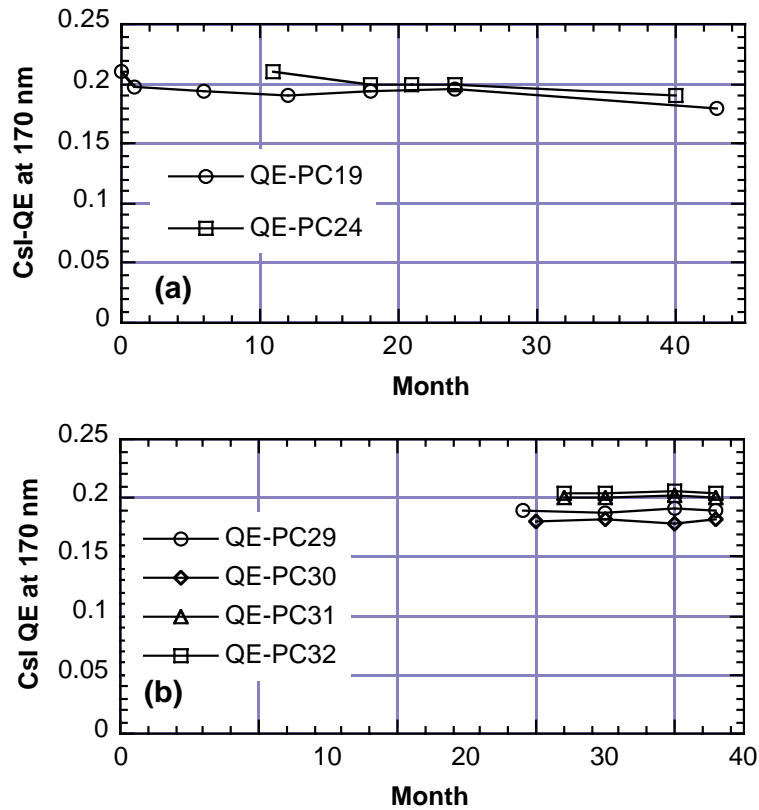 0.25
0.2
0.15
0.1
0.05
0
CsI-QE at 170 nm
QE-PC19
QE-PC24
(a)
0 10 20 30 40
Month
0.25
0.2
0.15
0.1
0.05
0
CsI QE at 170 nm
QE-PC29
QE-PC30
QE-PC31
QE-PC32
(b)
0 10 20 30 40
Month